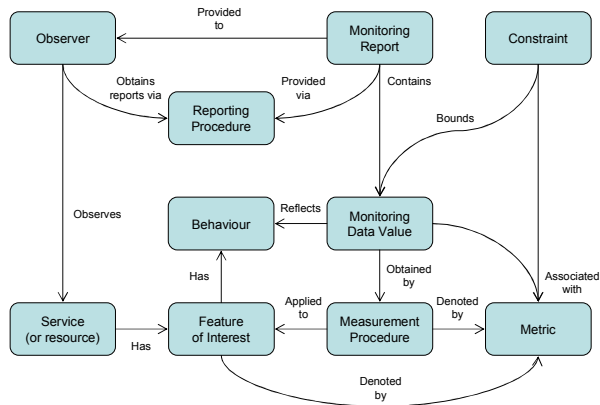 Provided
to
Observer
Monitoring
Report
Constraint
Obtains
reports via
Provided
via
Contains
Reporting
Procedure
Bounds
Observes
Behaviour
Reflects
Monitoring
Data Value
Has
Obtained
by
Associated
with
Service
(or resource)
Has
Feature
of Interest
Applied
to
Measurement
Procedure
Denoted
by
Metric
Denoted
by